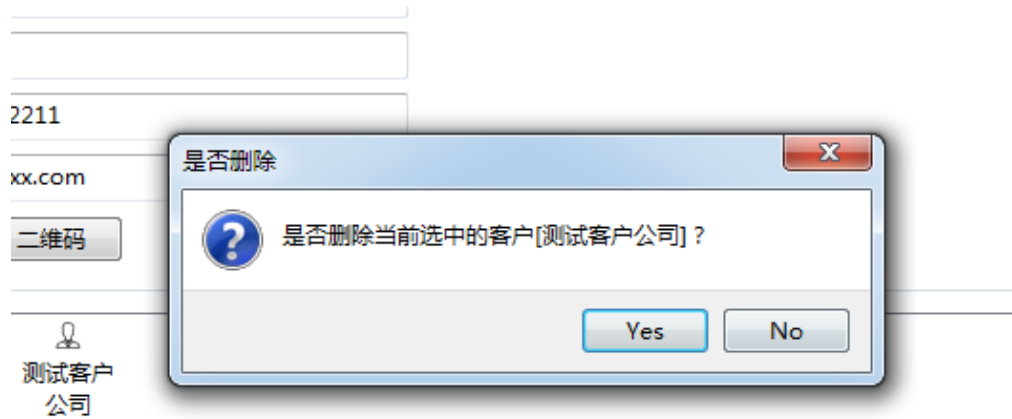 2211
是否删除
xx.com
是否删除当前选中的客户[测试客户公司]？
二维码
Yes
No
测试客户
公司